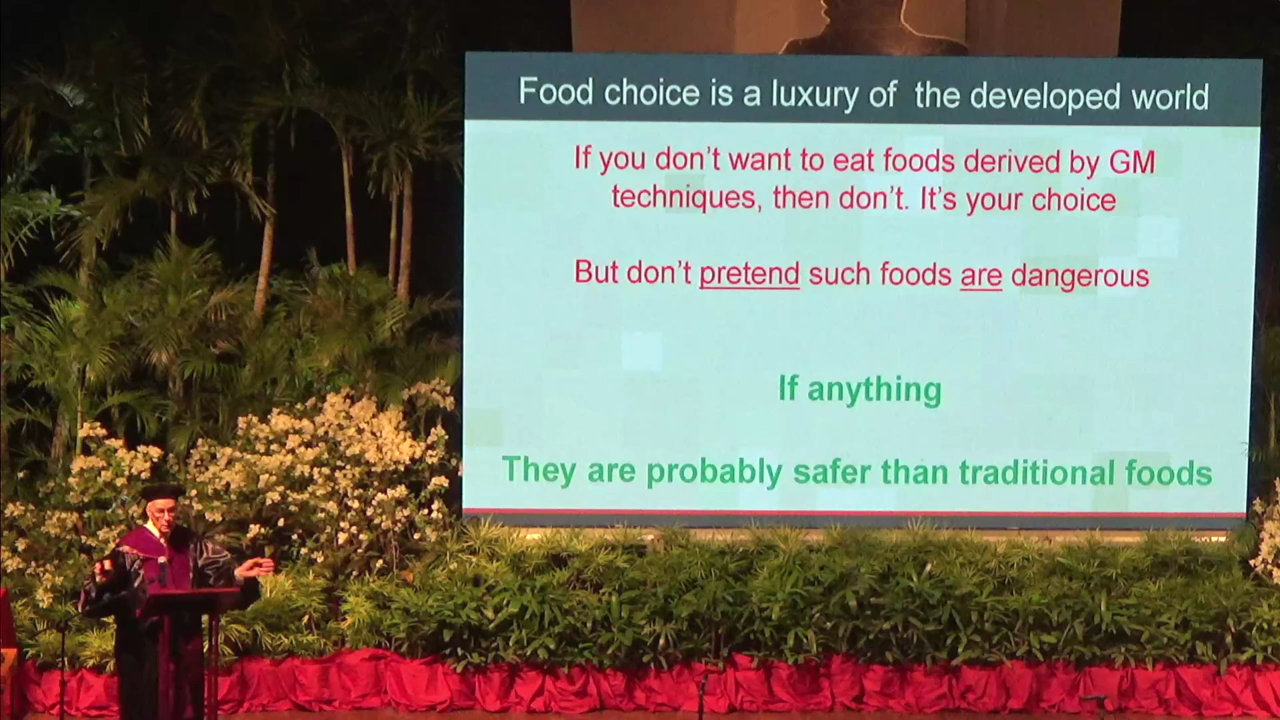 Food choice is a luxury of the developed world
If you don't want to eat foods derived by GM
techniques, then don't. It's your choice
But don't pretend such foods are dangerous
If anything
They are probably safer than traditional foods